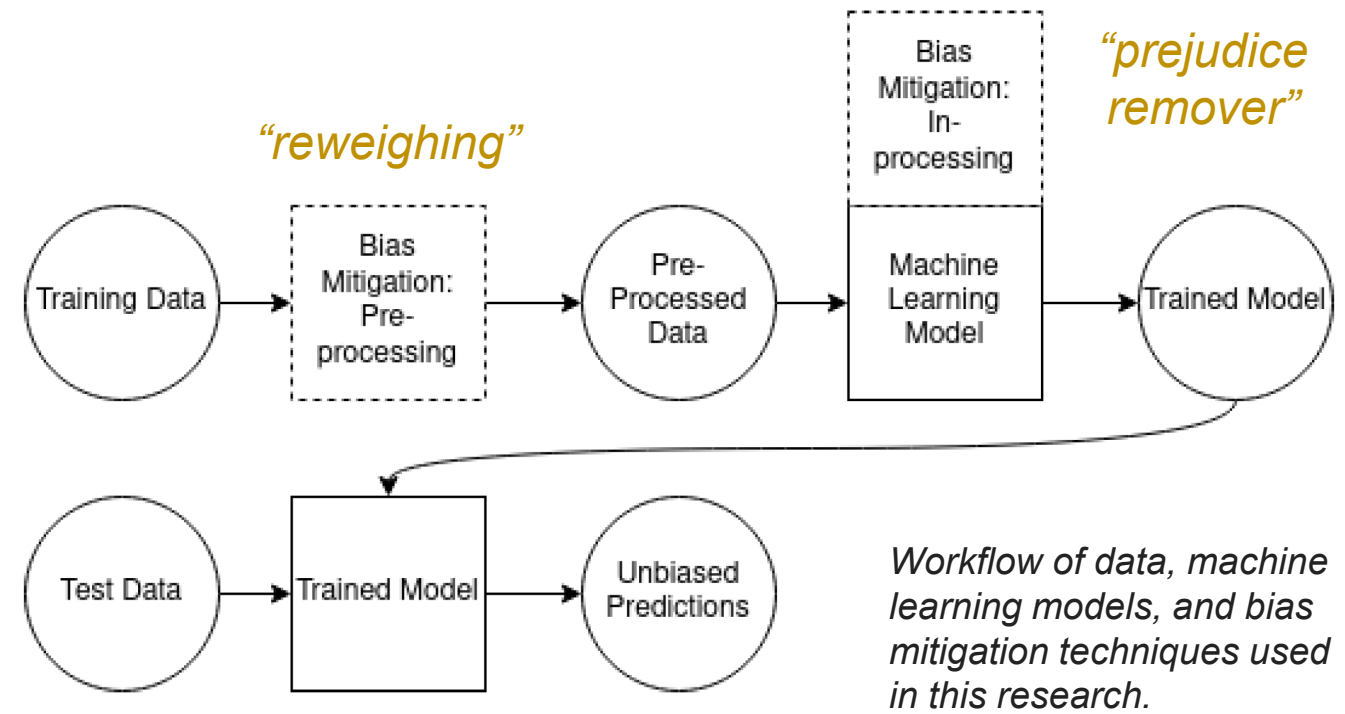 “reweighing”
Bias
Mitigation:
In-
processing
“prejudice
remover”
Training Data
Bias
Mitigation:
Pre-
processing
Pre-
Processed
Data
Machine
Learning
Model
Trained Model
Test Data
Trained Model
Unbiased
Predictions
Workflow of data, machine
learning models, and bias
mitigation techniques used
in this research.